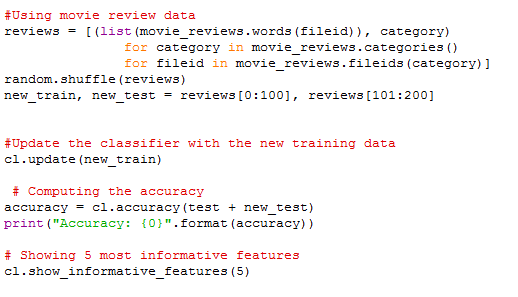 #Using movie review data
reviews = [(list(movie_reviews.words(fileid)), category)
                for category in movie_reviews.categories()
                for fileid in movie_reviews.fileids(category)]
random.shuffle(reviews)
new_train, new_test = reviews[0:100], reviews[101:200]
#Update the classifier with the new training data
cl.update(new_train)
 # Computing the accuracy
accuracy = cl.accuracy(test + new_test)
print("Accuracy: {0}".format(accuracy))
# Showing 5 most informative features
cl.show_informative_features(5)